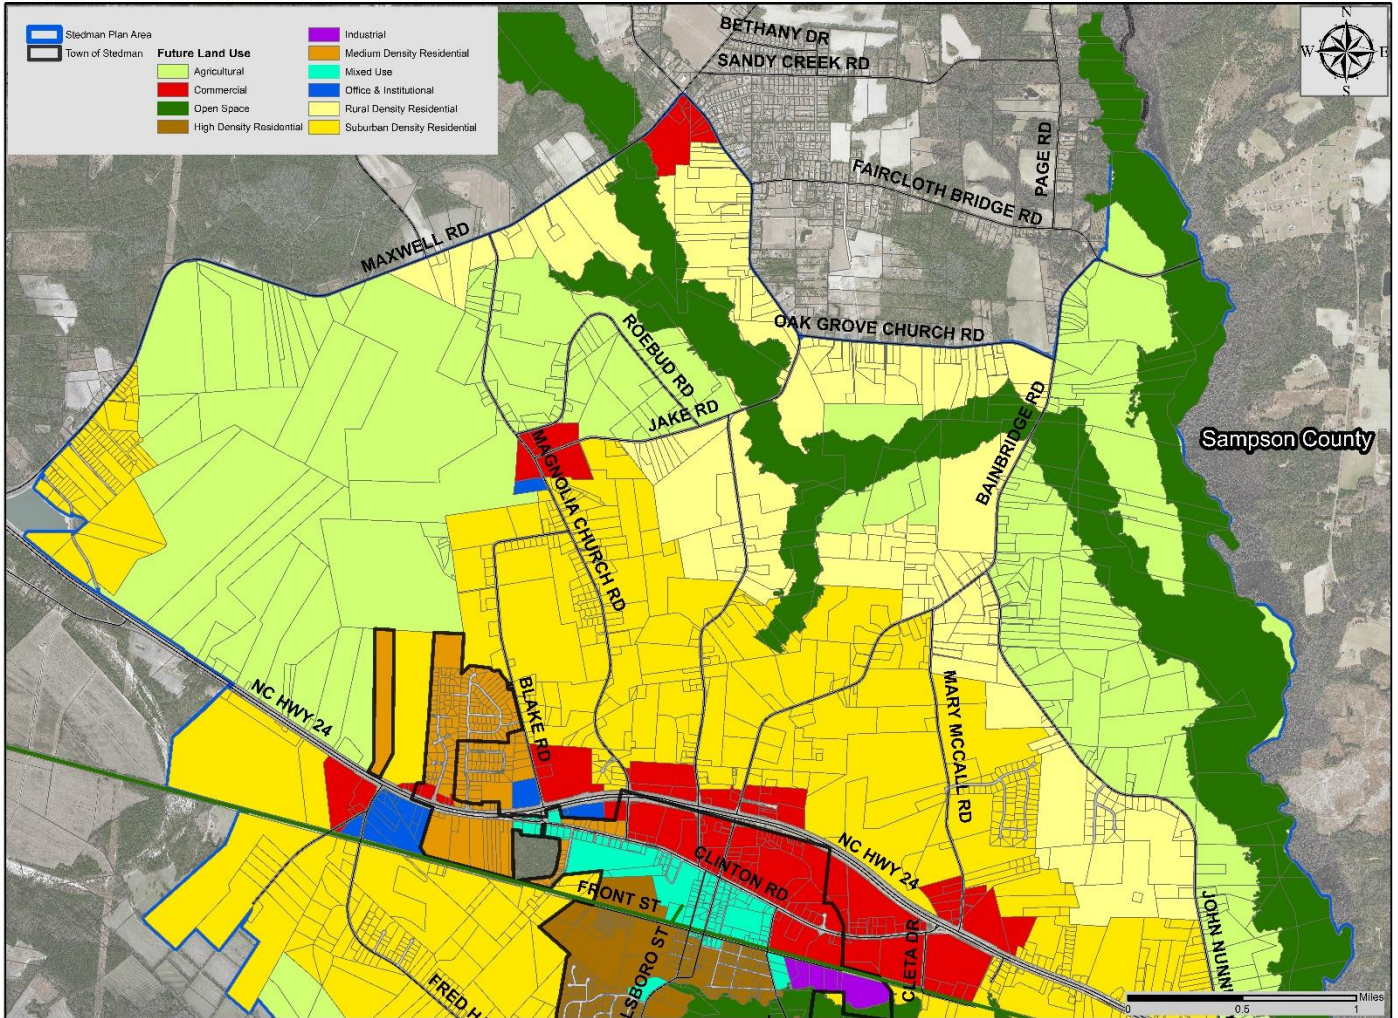 Stedman Plan Area
Town of Stedman
Future Land Use
Agricultural
Commercial
Open Space
High Density Residential
Industrial
Medium Density Residential
Mixed Use
Office & Institutional
Rural Density Residential
Suburban Density Residential
N
W E
S
BETHANY DR
SANDY CREEK RD
PAGE RD
FAIRCLOTH BRIDGE RD
MAXWELL RD
OAK GROVE CHURCH RD
ROEBUD RD
JAKE RD
BAINBRIDGE RD
Sampson County
MAGNOLIA CHURCH RD
NC HWY 24
BLAKE RD
MARY MCCALL RD
NC HWY 24
CLINTON RD
FRONT ST
LSBORO ST
CLETA DR
JOHN NUNN
FRED H
0.5 1 Miles